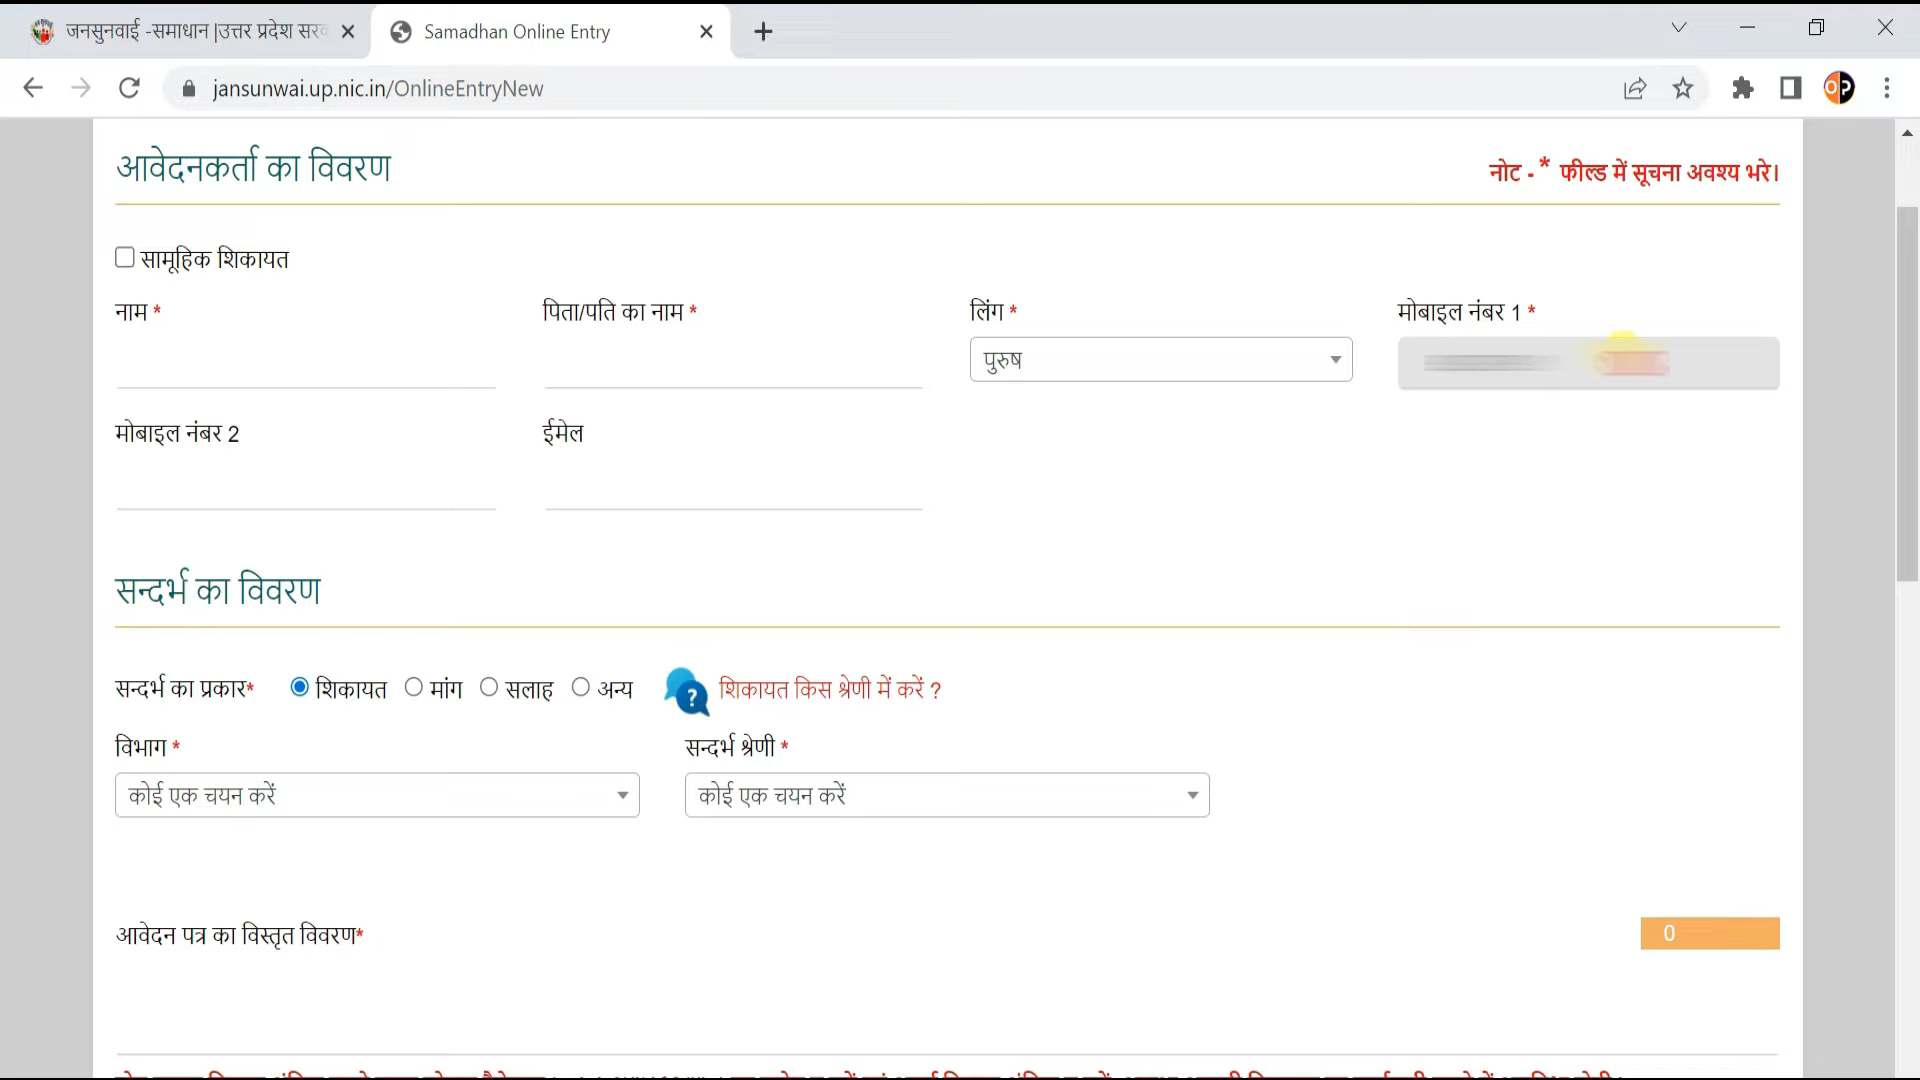 जनसुनवाई -समाधान |उत्तर प्रदेश सर
Samadhan Online Entry
jansunwai.up.nic.in/OnlineEntryNew
आवेदनकर्ता का विवरण
नोट - * फील्ड में सूचना अवश्य भरे।
सामूहिक शिकायत
नाम * पिता/पति का नाम * लिंग * मोबाइल नंबर 1 *
पुरुष
मोबाइल नंबर 2 ईमेल
सन्दर्भ का विवरण
सन्दर्भ का प्रकार* शिकायत मांग सलाह अन्य ? शिकायत किस श्रेणी में करें ?
विभाग * सन्दर्भ श्रेणी *
कोई एक चयन करें कोई एक चयन करें
आवेदन पत्र का विस्तृत विवरण* 0